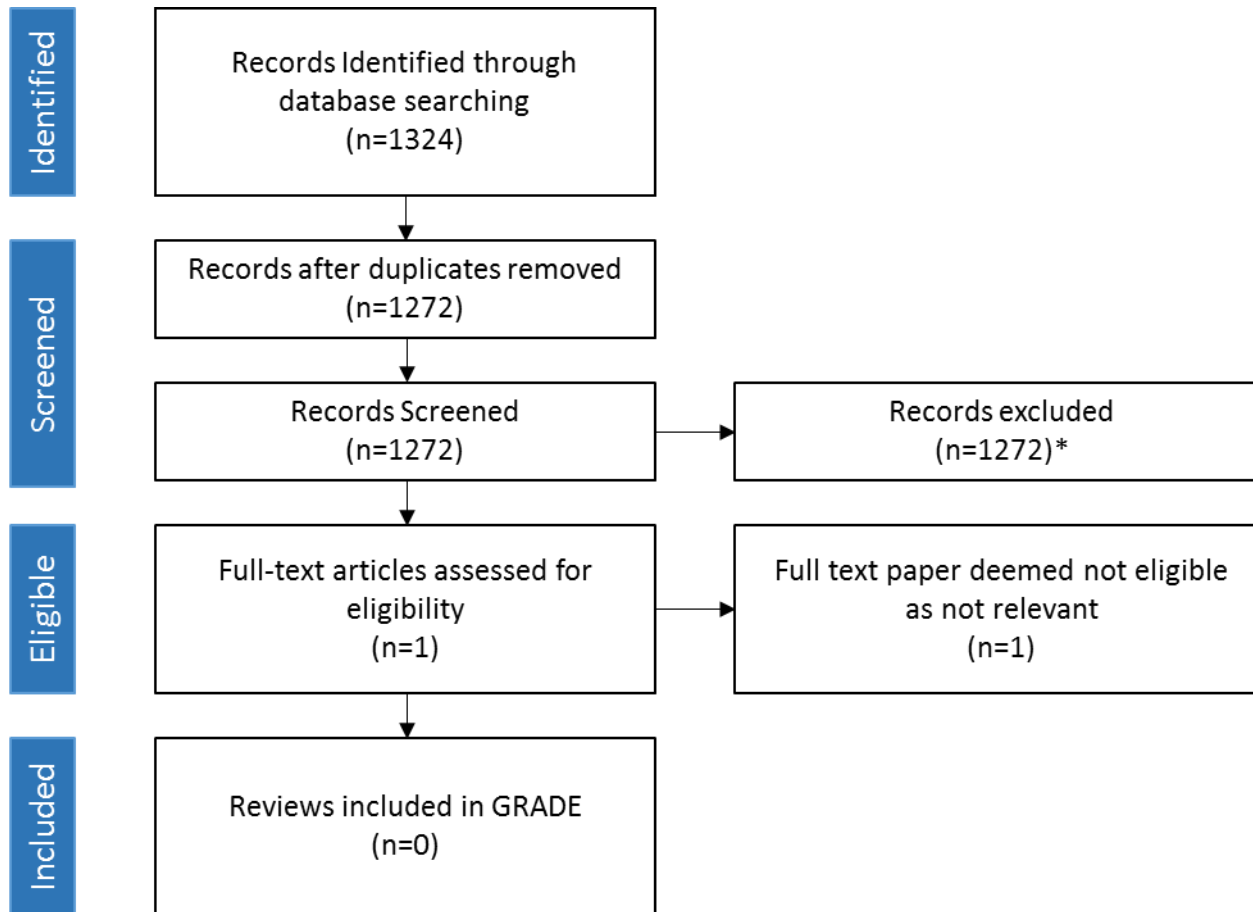 Identified
Records Identified through
database searching
(n=1324)
Screened
Records after duplicates removed
(n=1272)
Records Screened
(n=1272)
Records excluded
(n=1272)*
Eligible
Full-text articles assessed for
eligibility
(n=1)
Full text paper deemed not eligible
as not relevant
(n=1)
Included
Reviews included in GRADE
(n=0)